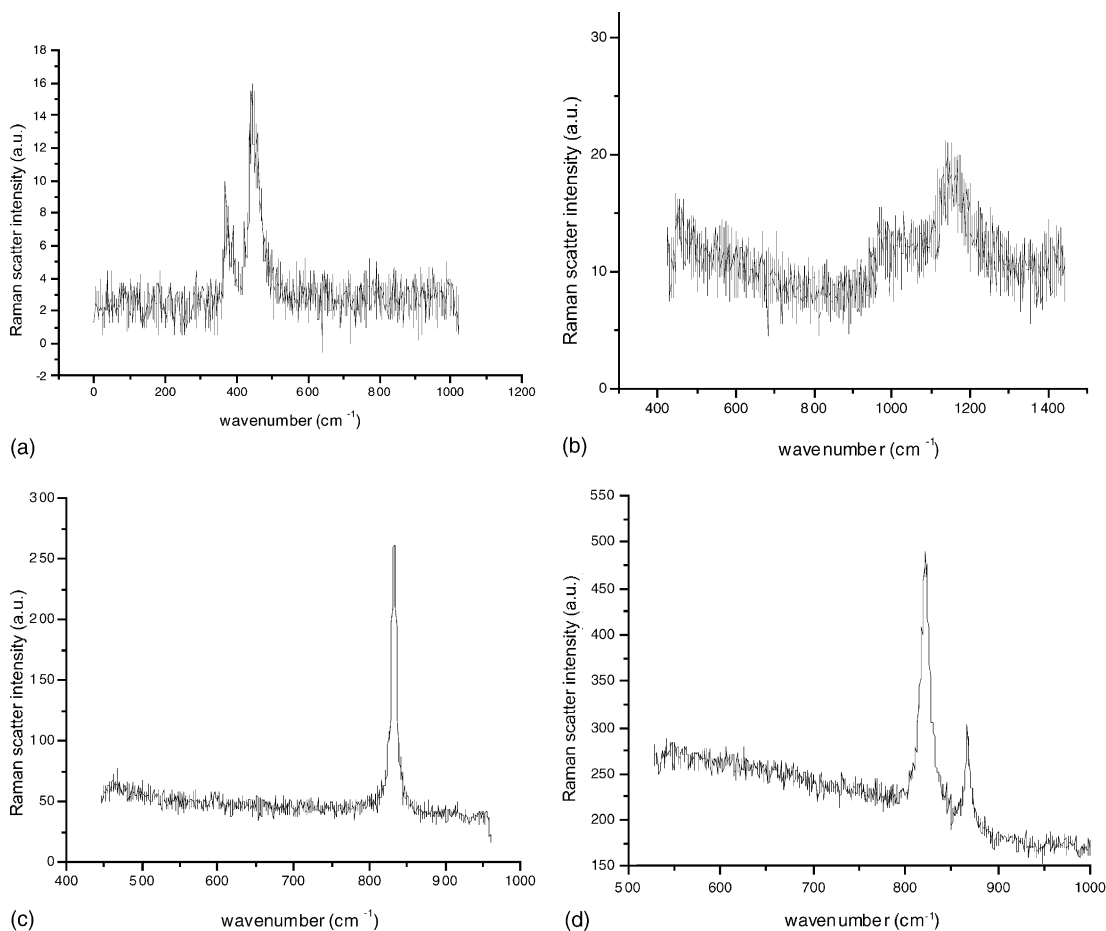 18
16
14
12
10
8
6
4
2
0
-2
Raman scatter intensity (a.u.)
0 200 400 600 800 1000 1200
wavenumber (cm -1)
(a)
30
20
10
0
Raman scatter intensity (a.u.)
400 600 800 1000 1200 1400
wavenumber (cm -1)
(b)
300
250
200
150
100
50
0
Raman scatter intensity (a.u.)
400 500 600 700 800 900 1000
wavenumber (cm -1)
(c)
550
500
450
400
350
300
250
200
150
Raman scatter intensity (a.u.)
500 600 700 800 900 1000
wavenumber (cm-1)
(d)